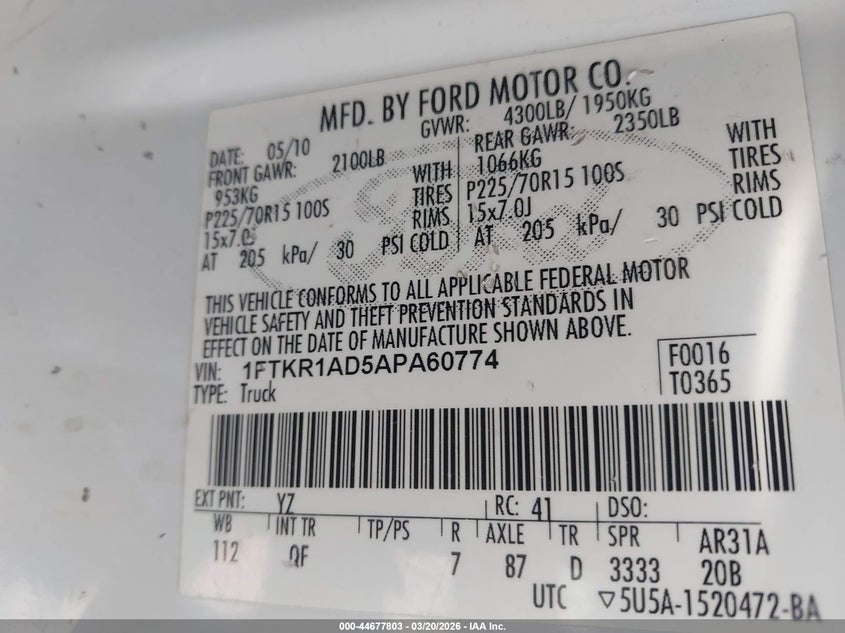 MFD. BY FORD MOTOR CO.
DATE: 05/10 GVWR: 4300LB/ 1950KG
FRONT GAWR: 2100LB REAR GAWR: 2350LB
953KG WITH 1066KG WITH
P225/70R15 100S TIRES P225/70R15 100S TIRES
15x7.0J RIMS 15x7.0J RIMS
AT 205 kPa/ 30 PSI COLD AT 205 kPa/ 30 PSI COLD
THIS VEHICLE CONFORMS TO ALL APPLICABLE FEDERAL MOTOR
VEHICLE SAFETY AND THEFT PREVENTION STANDARDS IN
EFFECT ON THE DATE OF MANUFACTURE SHOWN ABOVE.
VIN: 1FTKR1AD5APA60774 F0016
TYPE: Truck T0365
EXT PNT: YZ RC: 41 DSO:
WB INT TR TP/PS R AXLE TR SPR AR31A
112 QF 7 87 D 3333 20B
UTC ▽5U5A-1520472-BA
000-44677803 — 03/20/2026 — IAA Inc.